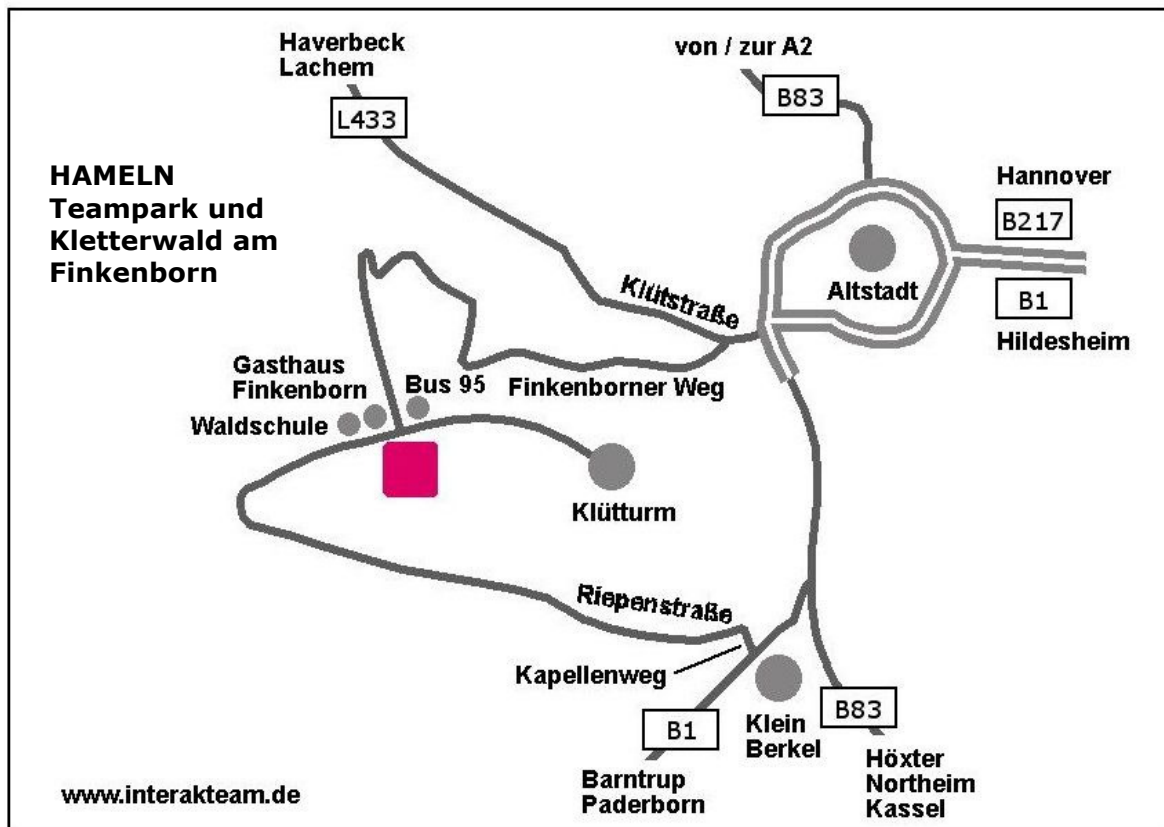 Haverbeck
Lachem
L433
von / zur A2
B83
HAMELN
Teampark und
Kletterwald am
Finkenborn
Hannover
B217
Klütstraße
Altstadt
B1
Hildesheim
Gasthaus
Finkenborn
Bus 95
Finkenborner Weg
Waldschule
Klütturm
Riepenstraße
Kapellenweg
B1
Klein
Berkel
B83
Barntrup
Paderborn
Höxter
Northeim
Kassel
www.interakteam.de